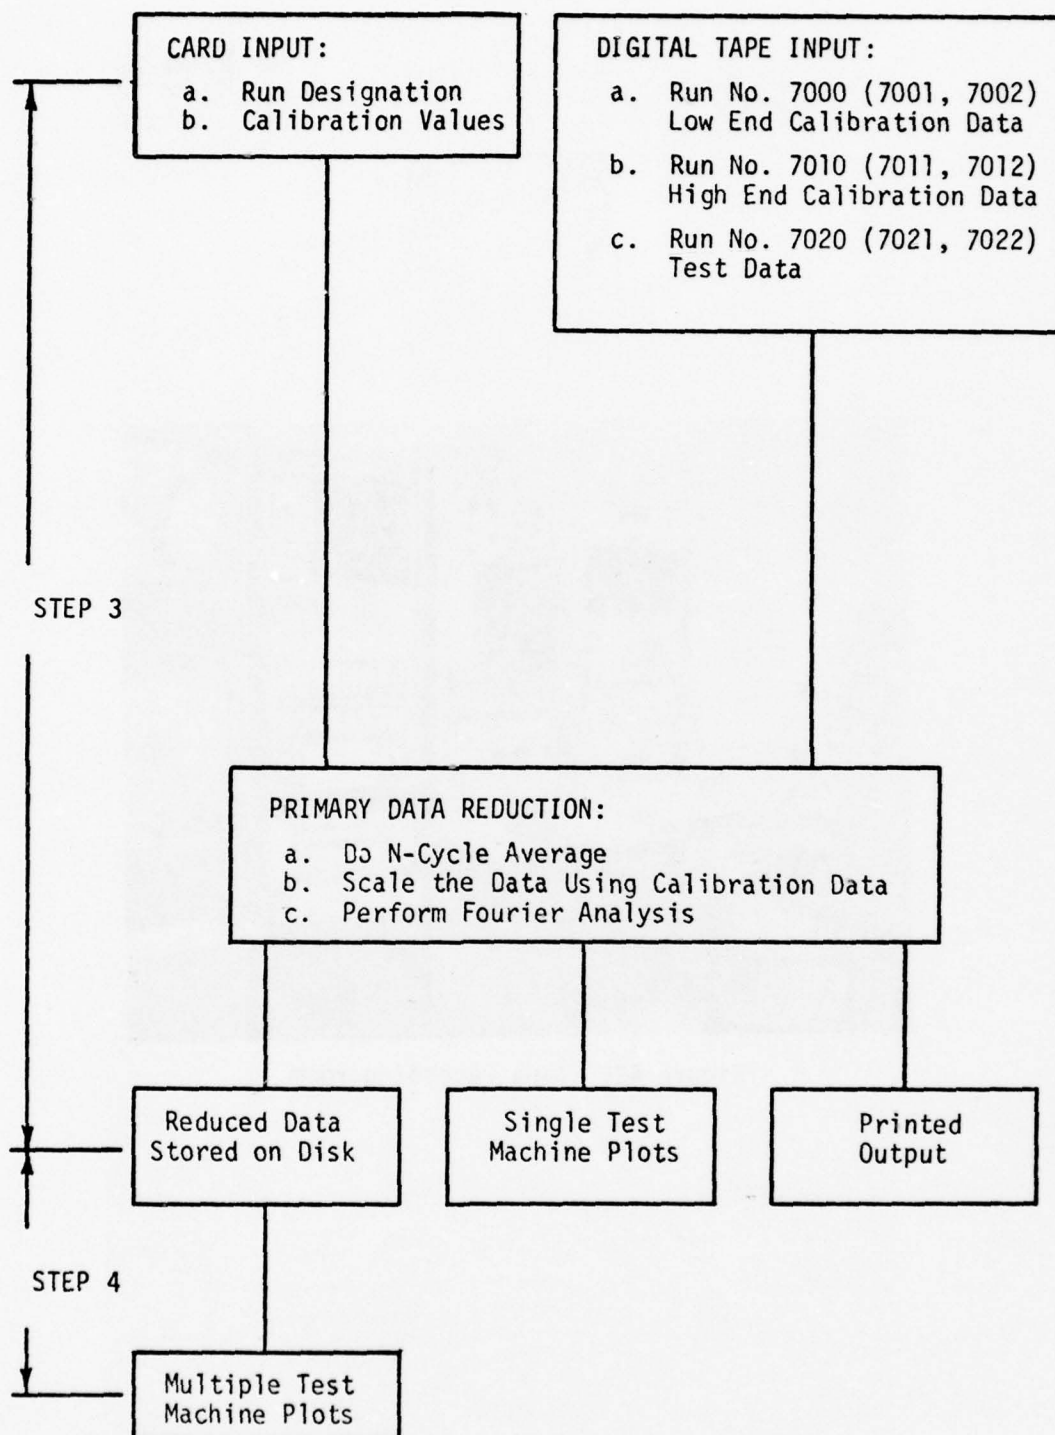 CARD INPUT:
a. Run Designation
b. Calibration Values
DIGITAL TAPE INPUT:
a. Run No. 7000 (7001, 7002)
Low End Calibration Data
b. Run No. 7010 (7011, 7012)
High End Calibration Data
c. Run No. 7020 (7021, 7022)
Test Data
STEP 3
PRIMARY DATA REDUCTION:
a. Do N-Cycle Average
b. Scale the Data Using Calibration Data
c. Perform Fourier Analysis
Reduced Data
Stored on Disk
Single Test
Machine Plots
Printed
Output
STEP 4
Multiple Test
Machine Plots